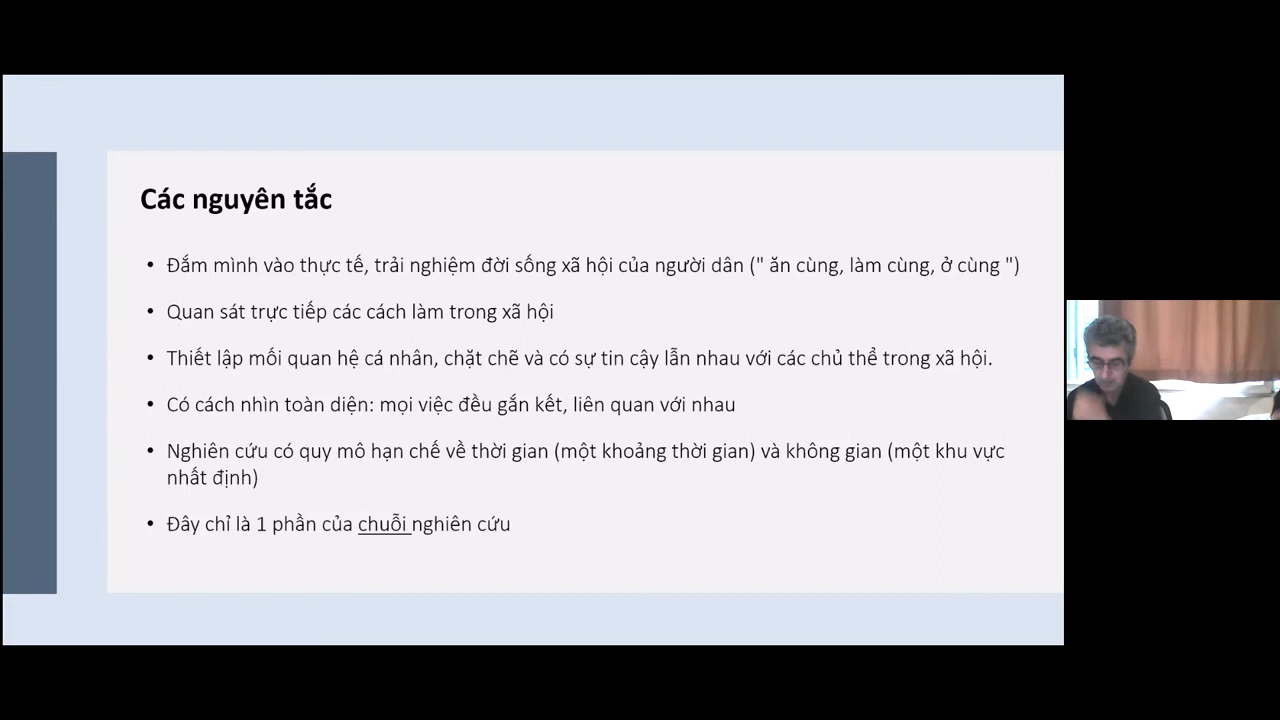 Các nguyên tắc
• Đắm mình vào thực tế, trải nghiệm đời sống xã hội của người dân (" ăn cùng, làm cùng, ở cùng ")
• Quan sát trực tiếp các cách làm trong xã hội
• Thiết lập mối quan hệ cá nhân, chặt chẽ và có sự tin cậy lẫn nhau với các chủ thể trong xã hội.
• Có cách nhìn toàn diện: mọi việc đều gắn kết, liên quan với nhau
• Nghiên cứu có quy mô hạn chế về thời gian (một khoảng thời gian) và không gian (một khu vực
nhất định)
• Đây chỉ là 1 phần của chuỗi nghiên cứu